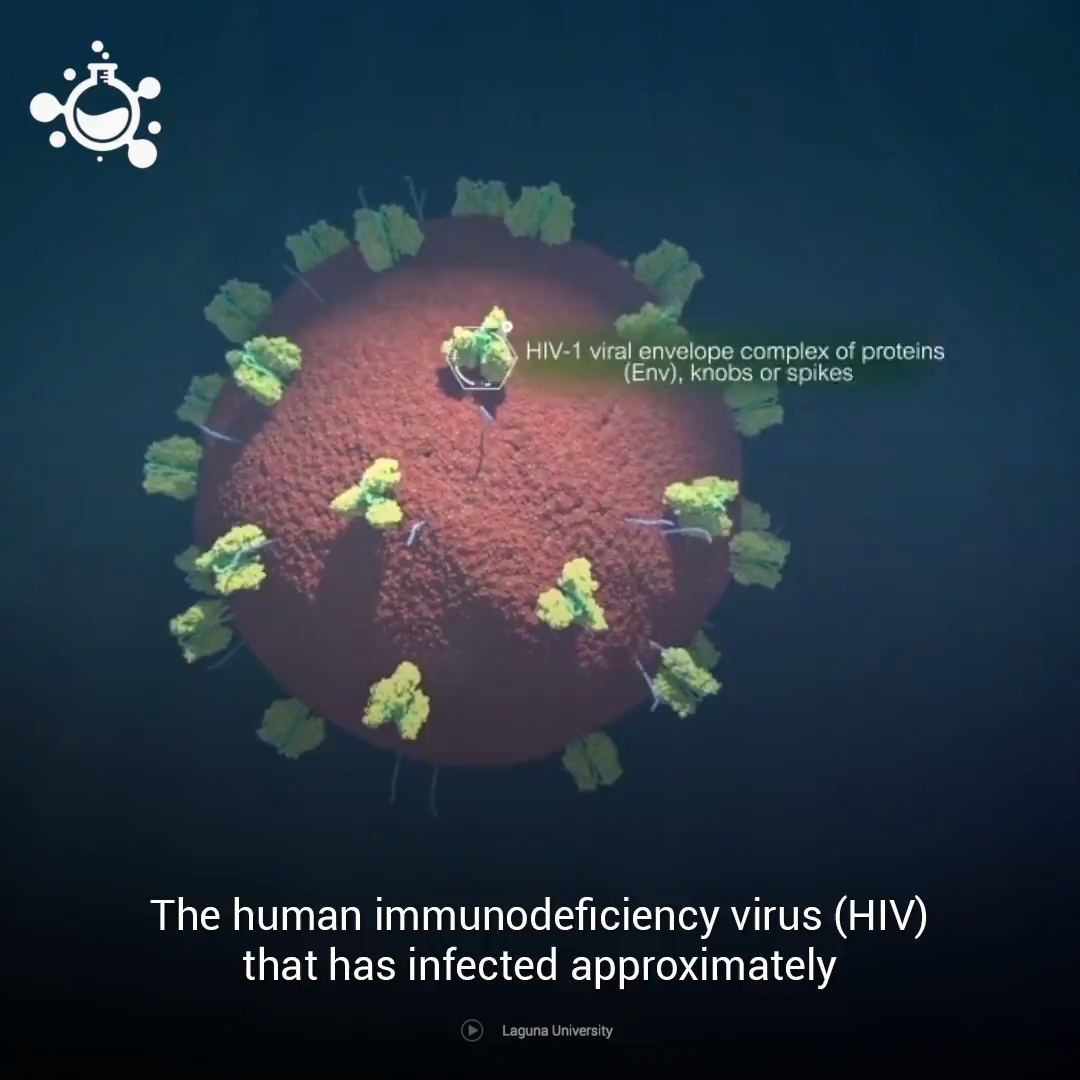 HIV-1 viral envelope complex of proteins
(Env), knobs or spikes
The human immunodeficiency virus (HIV)
that has infected approximately
Laguna University